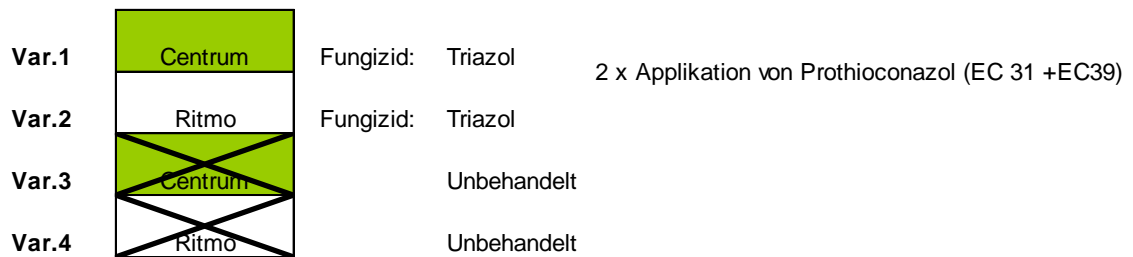 Var.1 Centrum Fungizid: Triazol 2 x Applikation von Prothioconazol (EC 31 +EC39)
Var.2 Ritmo Fungizid: Triazol
Var.3 Centrum Unbehandelt
Var.4 Ritmo Unbehandelt